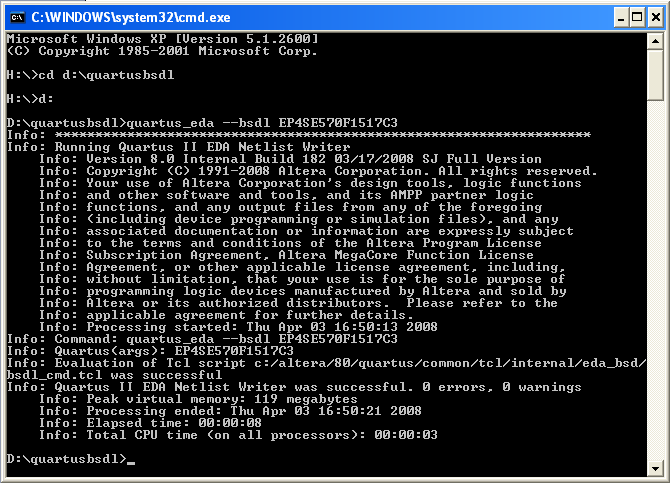 C:\WINDOWS\system32\cmd.exe
Microsoft Windows XP [Version 5.1.2600]
(C) Copyright 1985-2001 Microsoft Corp.
H:\>cd d:\quartusbsdl
H:\>d:
D:\quartusbsdl>quartus_eda --bsdl EP4SE570F1517C3
Info: *******************************************************************
Info: Running Quartus II EDA Netlist Writer
Info: Version 8.0 Internal Build 182 03/17/2008 SJ Full Version
Info: Copyright (C) 1991-2008 Altera Corporation. All rights reserved.
Info: Your use of Altera Corporation's design tools, logic functions
Info: and other software and tools, and its AMPP partner logic
Info: functions, and any output files from any of the foregoing
Info: (including device programming or simulation files), and any
Info: associated documentation or information are expressly subject
Info: to the terms and conditions of the Altera Program License
Info: Subscription Agreement, Altera MegaCore Function License
Info: Agreement, or other applicable license agreement, including,
Info: without limitation, that your use is for the sole purpose of
Info: programming logic devices manufactured by Altera and sold by
Info: Altera or its authorized distributors.  Please refer to the
Info: applicable agreement for further details.
Info: Processing started: Thu Apr 03 16:50:13 2008
Info: Command: quartus_eda --bsdl EP4SE570F1517C3
Info: Quartus(args): EP4SE570F1517C3
Info: Evaluation of Tcl script c:/altera/80/quartus/common/tcl/internal/eda_bsd/
bsdl_cmd.tcl was successful
Info: Quartus II EDA Netlist Writer was successful. 0 errors, 0 warnings
Info: Peak virtual memory: 119 megabytes
Info: Processing ended: Thu Apr 03 16:50:21 2008
Info: Elapsed time: 00:00:08
Info: Total CPU time (on all processors): 00:00:03
D:\quartusbsdl>_